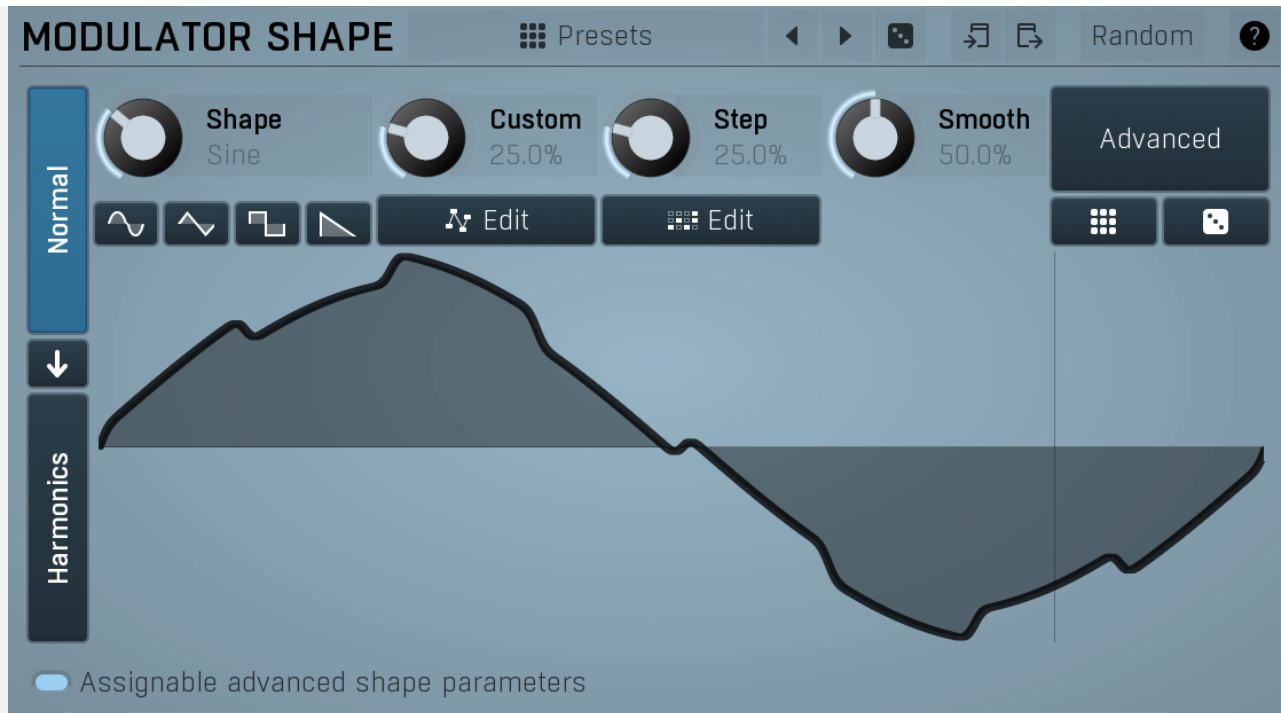 MODULATOR SHAPE Presets Random ?
Shape Custom Step Smooth Advanced
Sine 25.0% 25.0% 50.0%
Normal
Edit Edit
Harmonics
Assignable advanced shape parameters